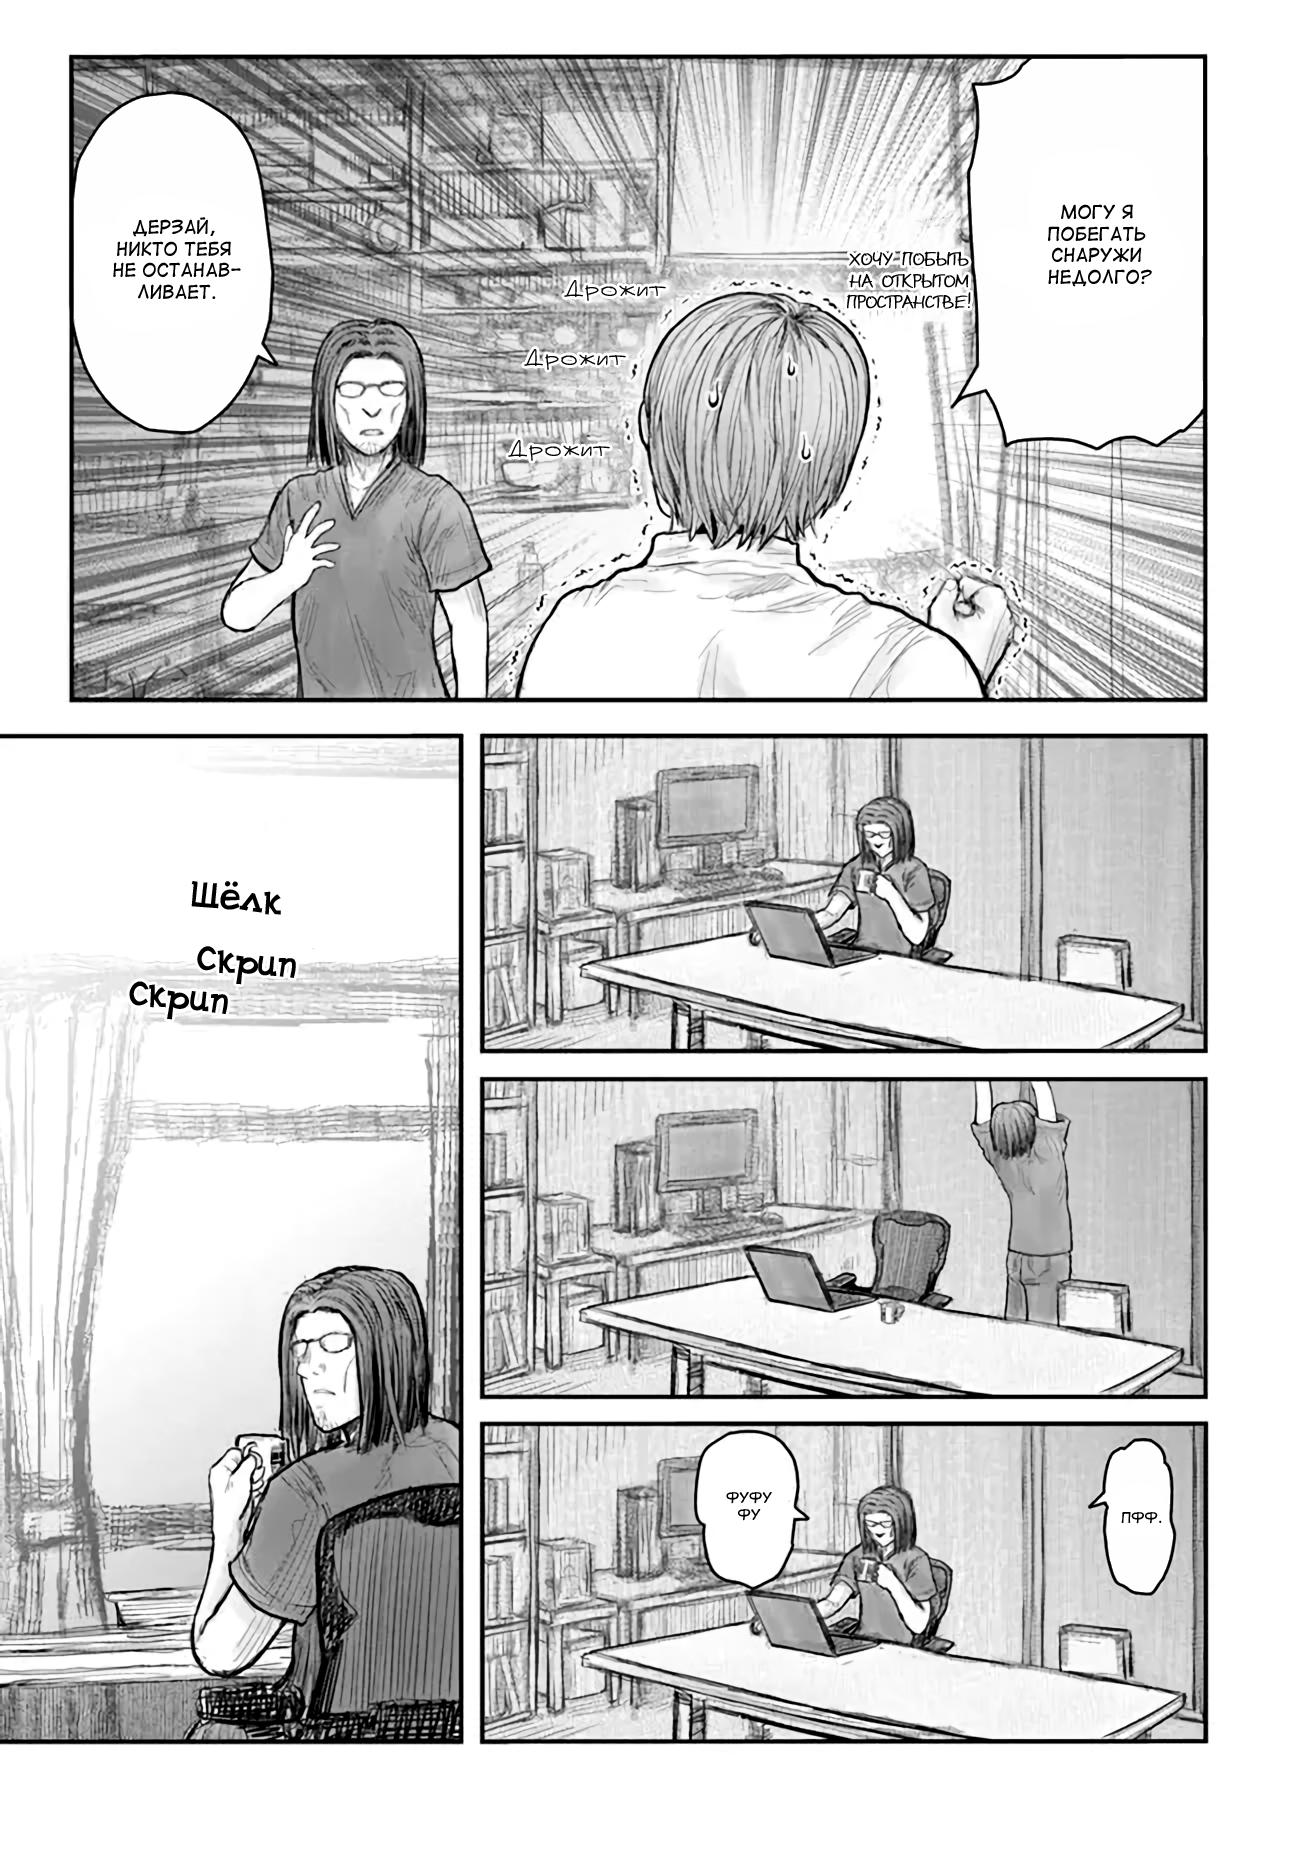 МОГУ Я
ПОБЕГАТЬ
СНАРУЖИ
НЕДОЛГО?
ХОЧУ ПОБЫТЬ
НА ОТКРЫТОМ
ПРОСТРАНСТВЕ!
Дрожит
Дрожит
Дрожит
ДЕРЗАЙ,
НИКТО ТЕБЯ
НЕ ОСТАНАВ-
ЛИВАЕТ.
ПФФ.
ФУФУ
ФУ
Щёлк
Скрип
Скрип